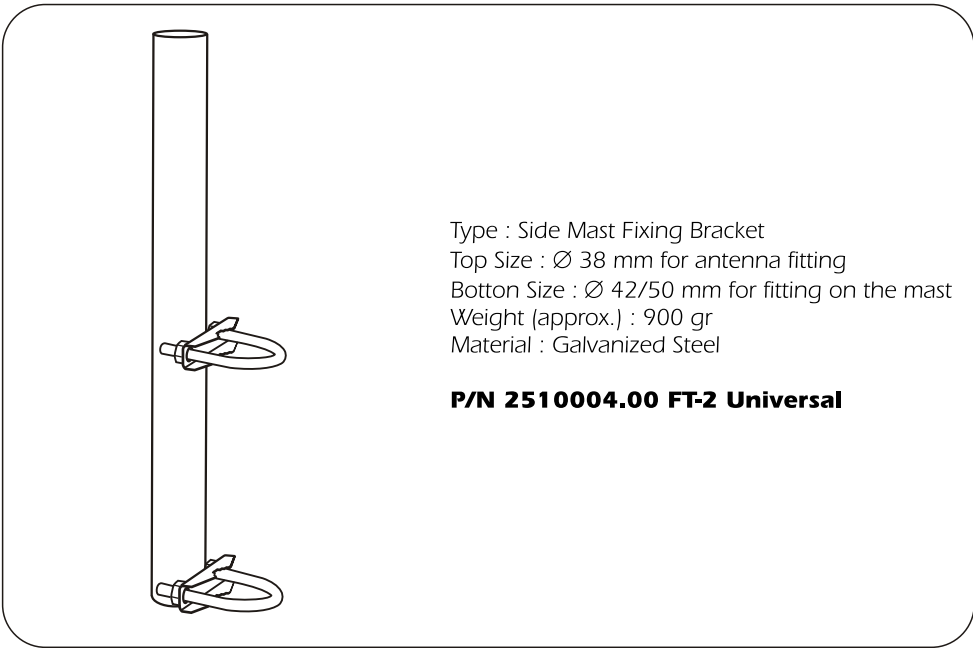 Type : Side Mast Fixing Bracket
Top Size : Ø 38 mm for antenna fitting
Botton Size : Ø 42/50 mm for fitting on the mast
Weight (approx.) : 900 gr
Material : Galvanized Steel
P/N 2510004.00 FT-2 Universal